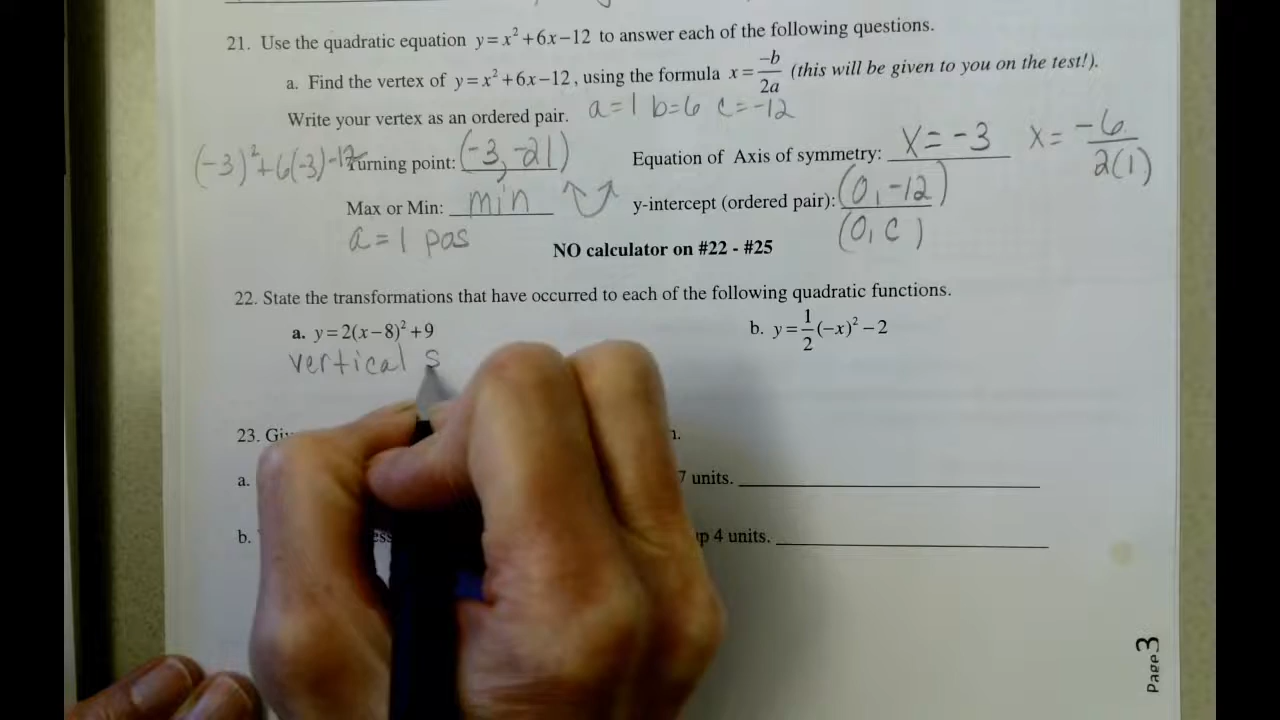 21. Use the quadratic equation y=x²+6x−12 to answer each of the following questions.
a. Find the vertex of y=x²+6x−12, using the formula x=−b/2a (this will be given to you on the test!).
Write your vertex as an ordered pair. a=1 b=6 c=-12
(-3)²+6(-3)-12 Turning point: (-3,-21) Equation of Axis of symmetry: x=-3 x=-6/2(1)
Max or Min: min y-intercept (ordered pair): (0,-12)
a=1 pos (0,c)
NO calculator on #22 - #25
22. State the transformations that have occurred to each of the following quadratic functions.
a. y=2(x−8)²+9 b. y=1/2(−x)²−2
vertical s
23.
a. 7 units.
b. 4 units.
Page 3